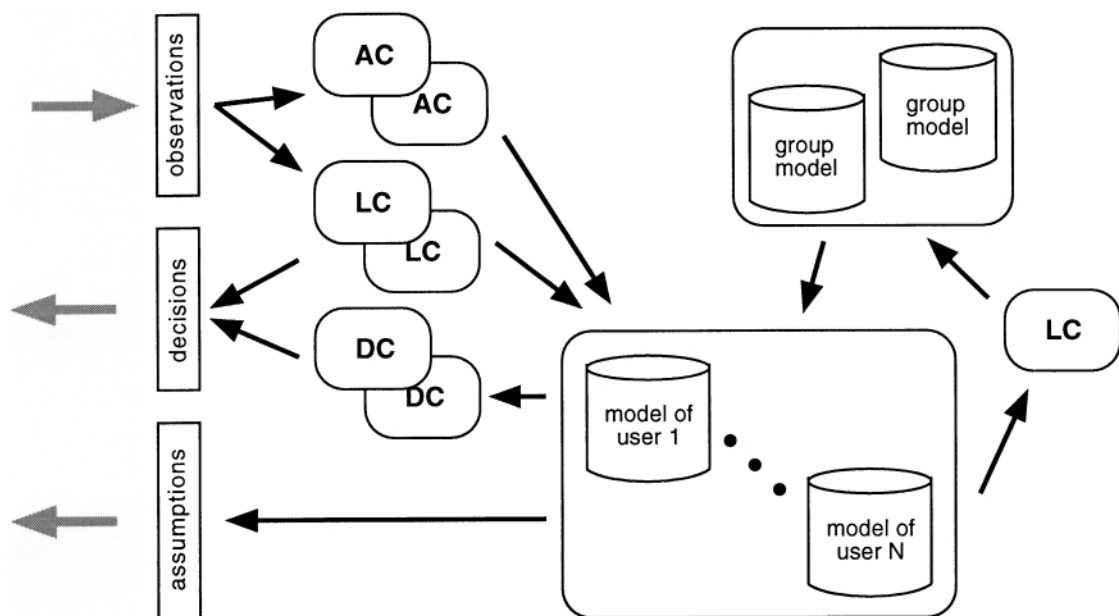 observations
AC
AC
LC
LC
decisions
DC
DC
assumptions
group
model
group
model
LC
model of
user 1
model of
user N